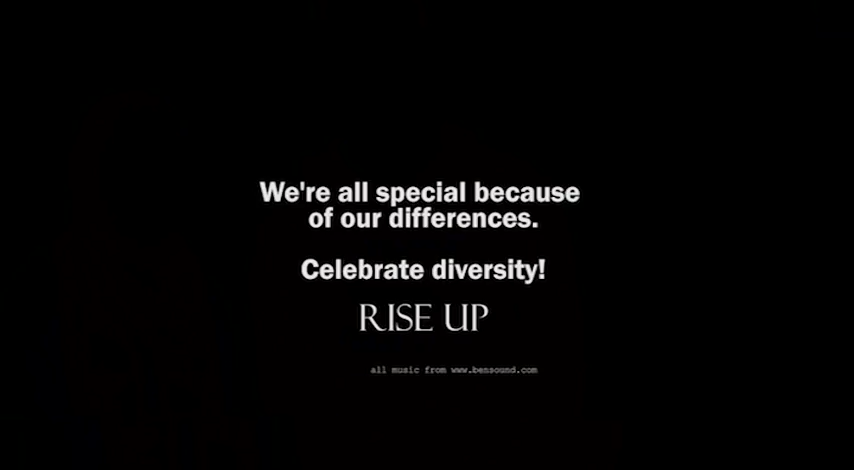 We're all special because
of our differences.
Celebrate diversity!
RISE UP
all music from www.bensound.com